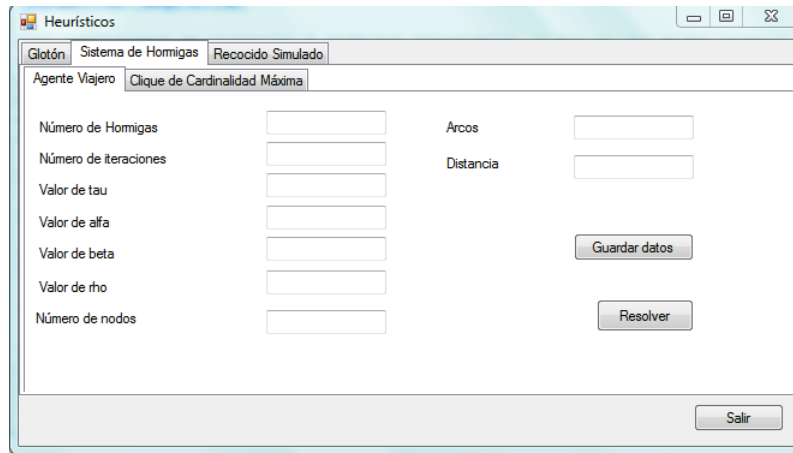 Heurísticos
Glotón Sistema de Hormigas Recocido Simulado
Agente Viajero Clique de Cardinalidad Máxima
Número de Hormigas
Número de iteraciones
Valor de tau
Valor de alfa
Valor de beta
Valor de rho
Número de nodos
Arcos
Distancia
Guardar datos
Resolver
Salir